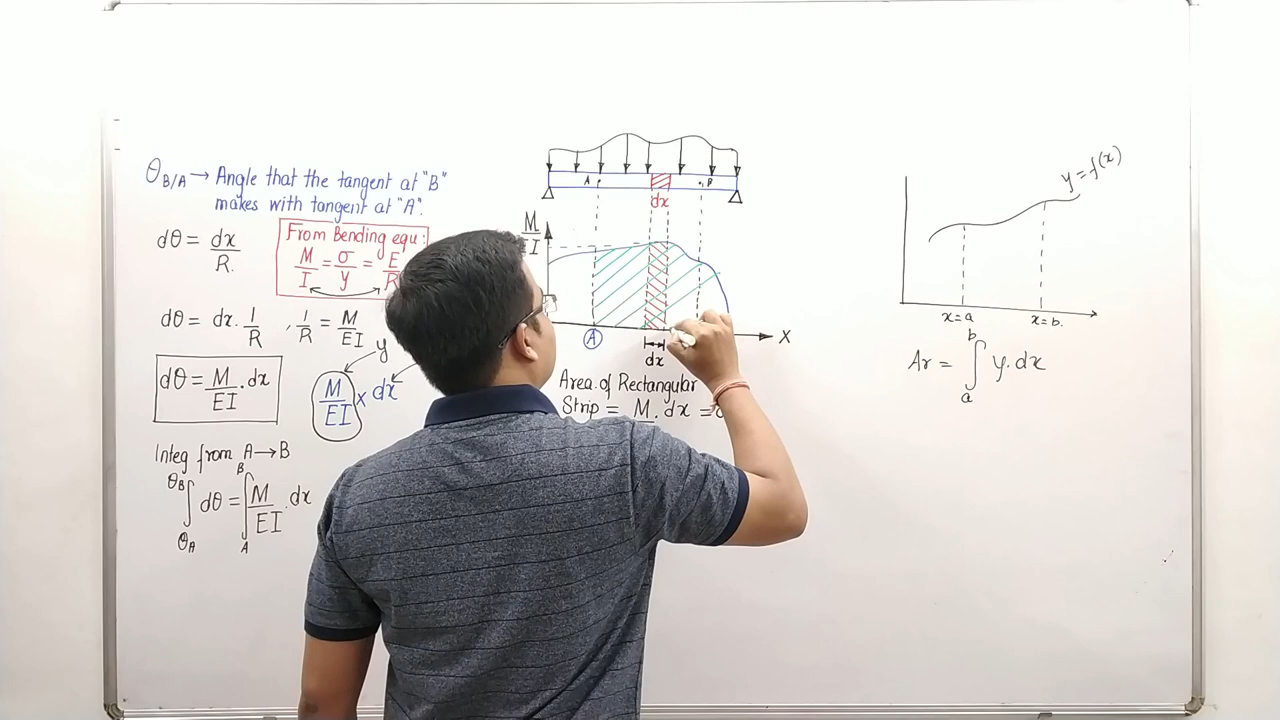 θB/A → Angle that the tangent at "B"
makes with tangent at "A".
dθ = dx/R.
From Bending equ:
M/I = σ/y = E/R
dθ = dx. 1/R , 1/R = M/EI
dθ = M/EI . dx
y
M/EI x dx
Integ from A→B
∫θA^θB dθ = ∫A^B M/EI . dx
A
B
dx
M/EI
A
X
dx
Area of Rectangular
Strip = M . dx =
y = f(x)
x=a
x=b.
Ar = ∫a^b y. dx